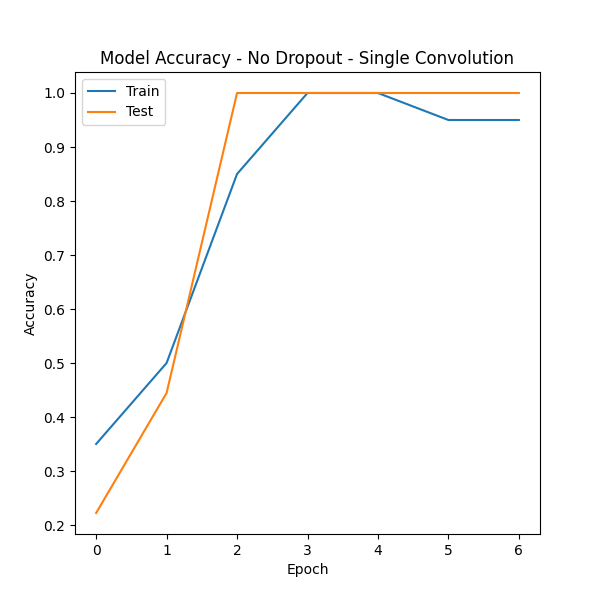 Model Accuracy - No Dropout - Single Convolution
Train
Test
1.0
0.9
0.8
0.7
0.6
0.5
0.4
0.3
0.2
Accuracy
0 1 2 3 4 5 6
Epoch